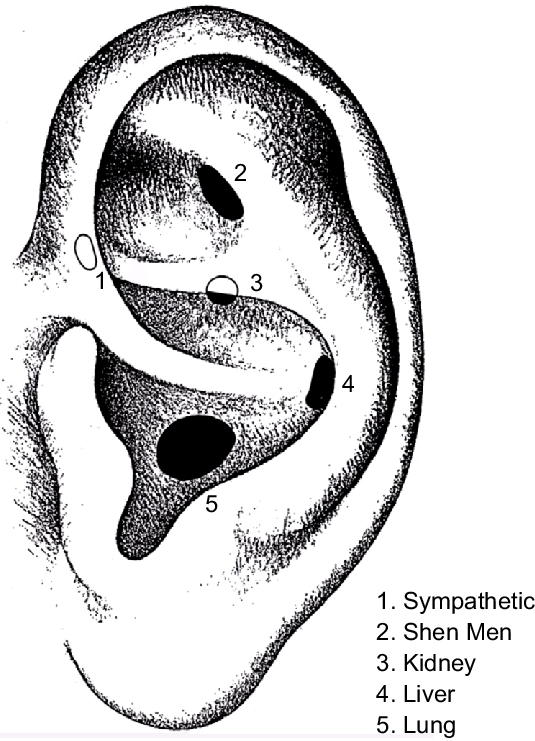 2
1
3
4
5
1. Sympathetic
2. Shen Men
3. Kidney
4. Liver
5. Lung